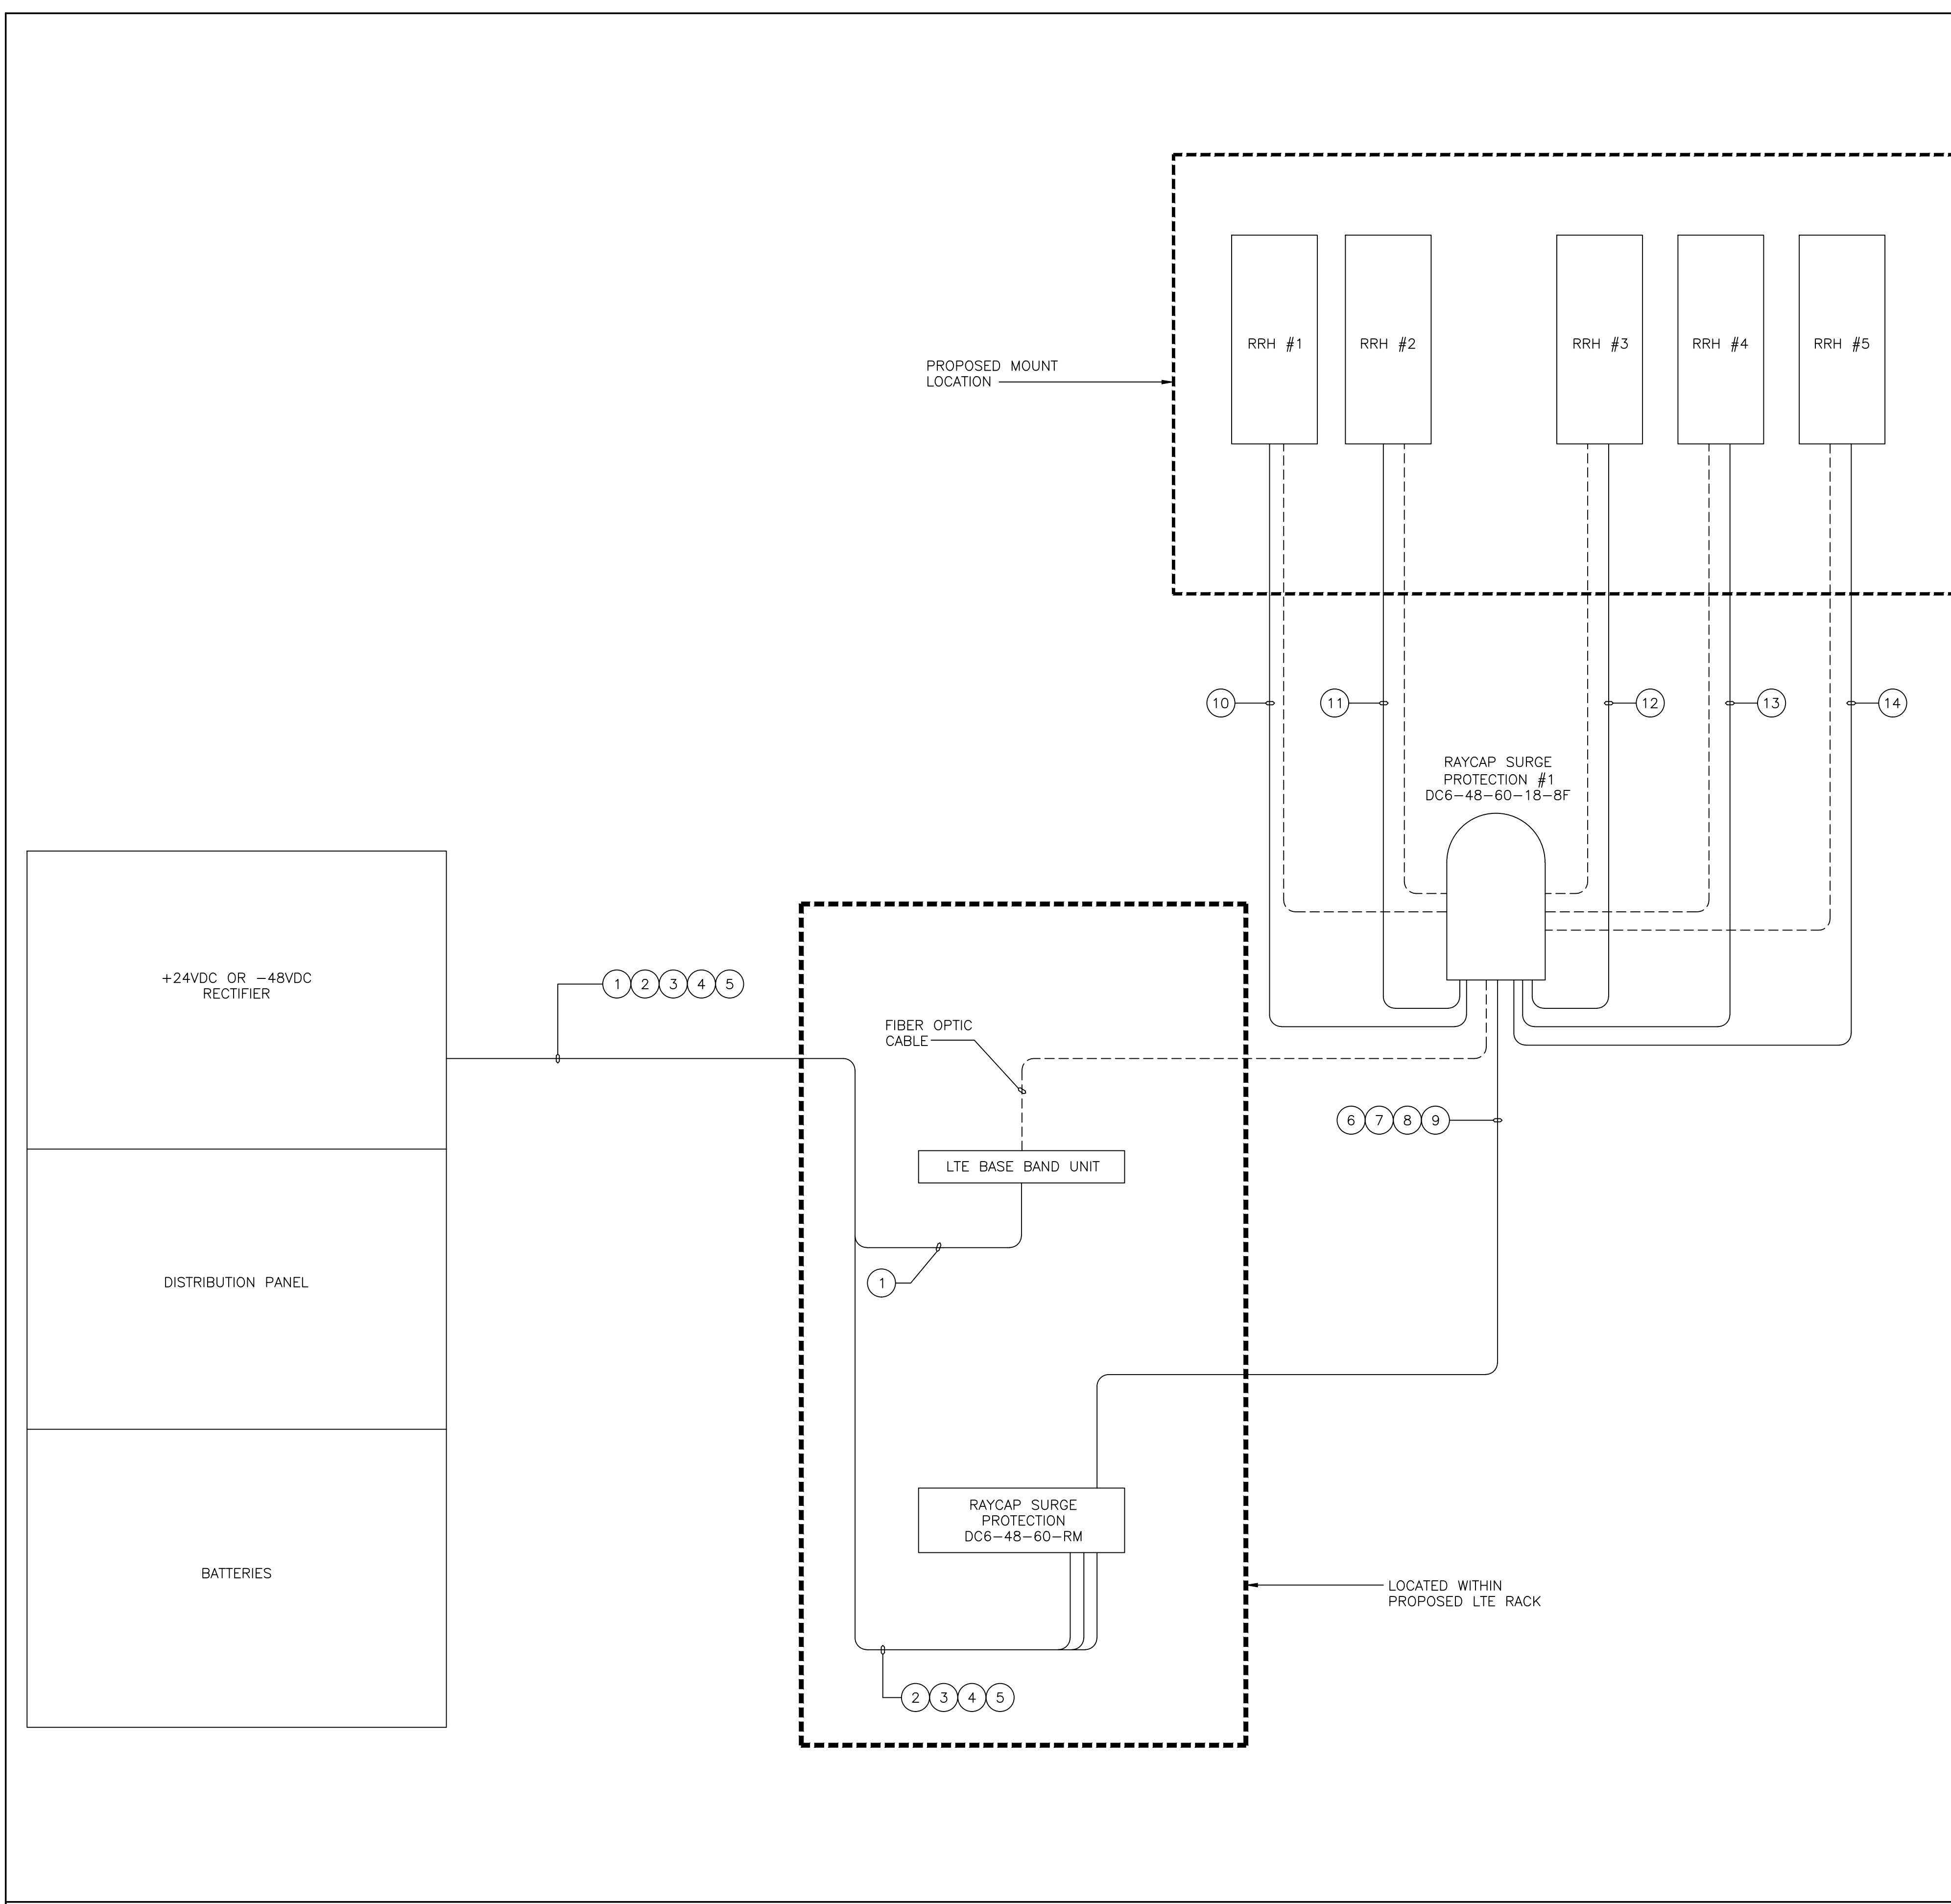 RRH #1
RRH #2
RRH #3
RRH #4
RRH #5
PROPOSED MOUNT
LOCATION
10
11
12
13
14
RAYCAP SURGE
PROTECTION #1
DC6-48-60-18-8F
+24VDC OR -48VDC
RECTIFIER
1 2 3 4 5
FIBER OPTIC
CABLE
6 7 8 9
LTE BASE BAND UNIT
1
DISTRIBUTION PANEL
RAYCAP SURGE
PROTECTION
DC6-48-60-RM
BATTERIES
LOCATED WITHIN
PROPOSED LTE RACK
2 3 4 5